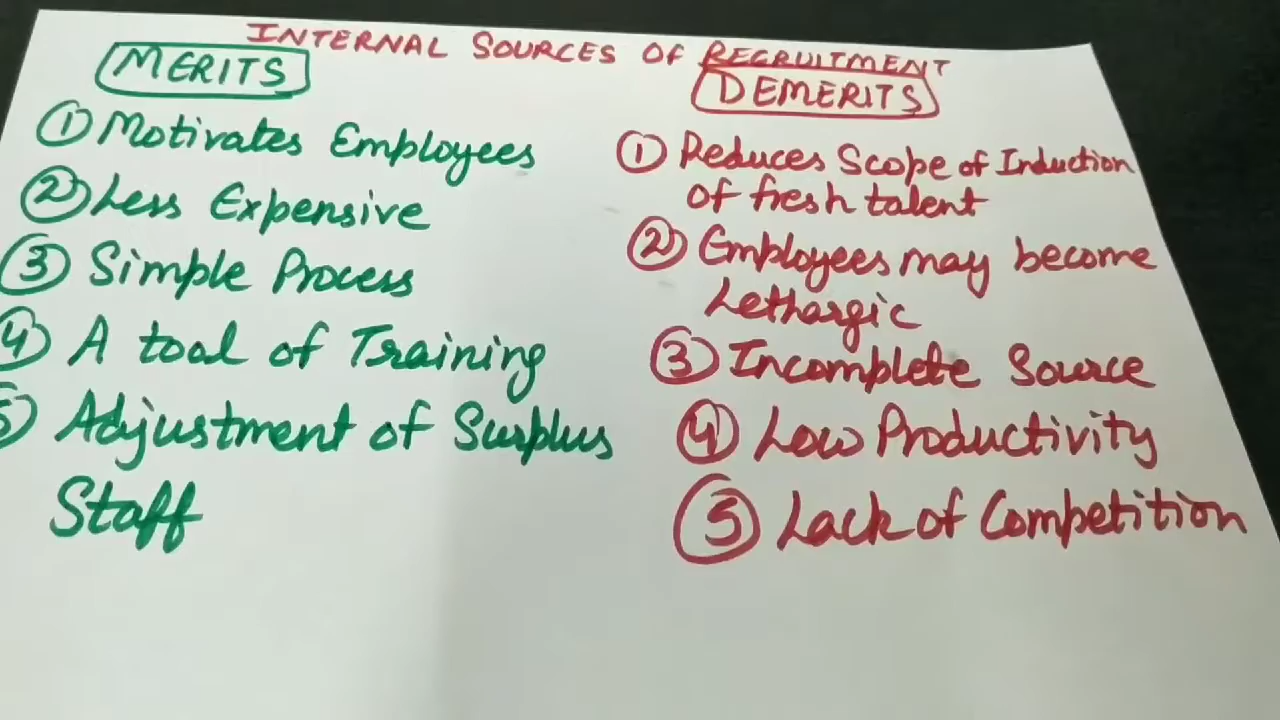 INTERNAL SOURCES OF RECRUITMENT
MERITS
① Motivates Employees
② Less Expensive
③ Simple Process
④ A tool of Training
⑤ Adjustment of Surplus
Staff
DEMERITS
① Reduces Scope of Induction
of fresh talent
② Employees may become
Lethargic
③ Incomplete Source
④ Low Productivity
⑤ Lack of Competition